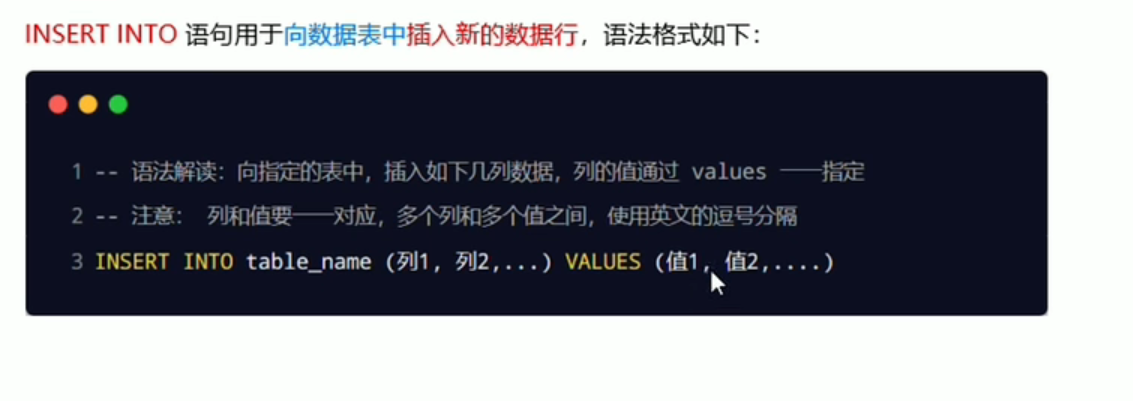 INSERT INTO 语句用于向数据表中插入新的数据行，语法格式如下：
1 -- 语法解读：向指定的表中，插入如下几列数据，列的值通过 values 一一指定
2 -- 注意： 列和值要一一对应，多个列和多个值之间，使用英文的逗号分隔
3 INSERT INTO table_name (列1, 列2,...) VALUES (值1, 值2,....)